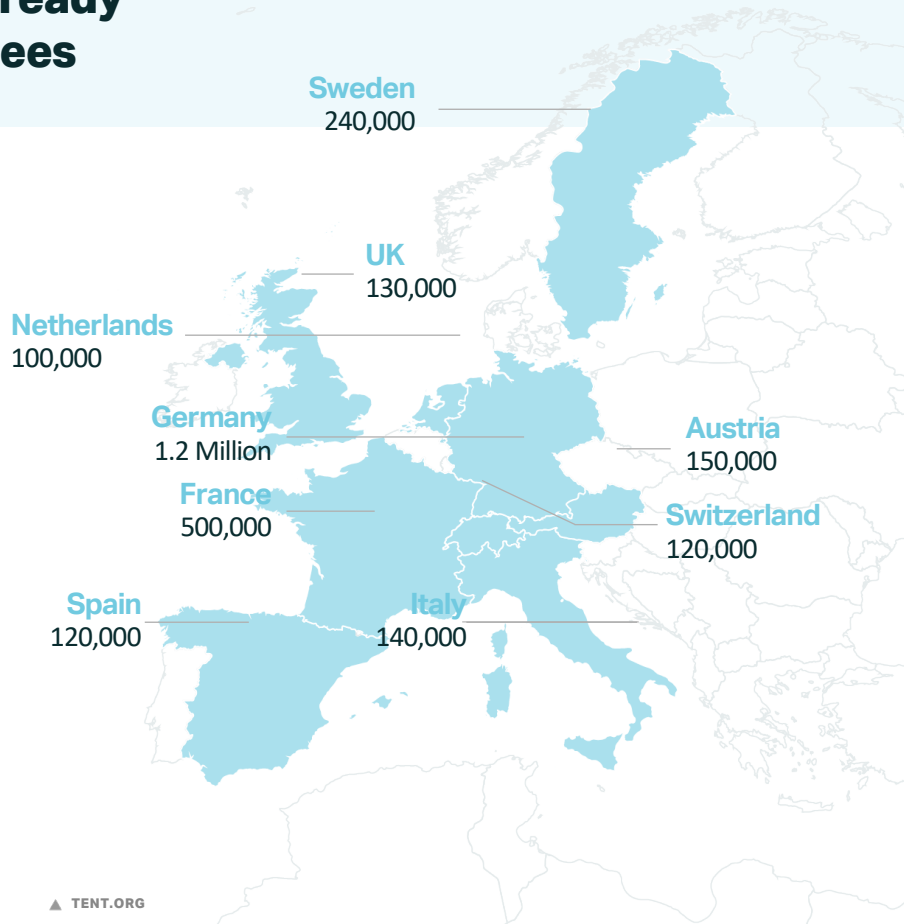 ready
ees
Sweden
240,000
UK
130,000
Netherlands
100,000
Germany
1.2 Million
Austria
150,000
France
500,000
Switzerland
120,000
Spain
120,000
Italy
140,000
▲ TENT.ORG